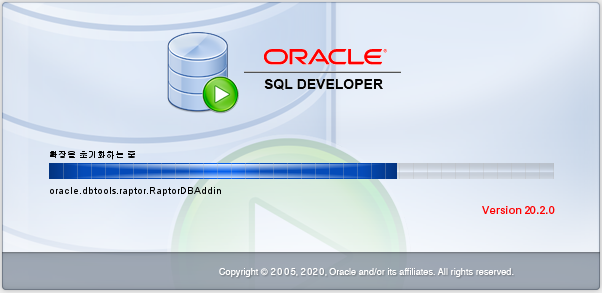 ORACLE®
SQL DEVELOPER
확장을 초기화하는 중
oracle.dbtools.raptor.RaptorDBAddin
Version 20.2.0
Copyright © 2005, 2020, Oracle and/or its affiliates. All rights reserved.